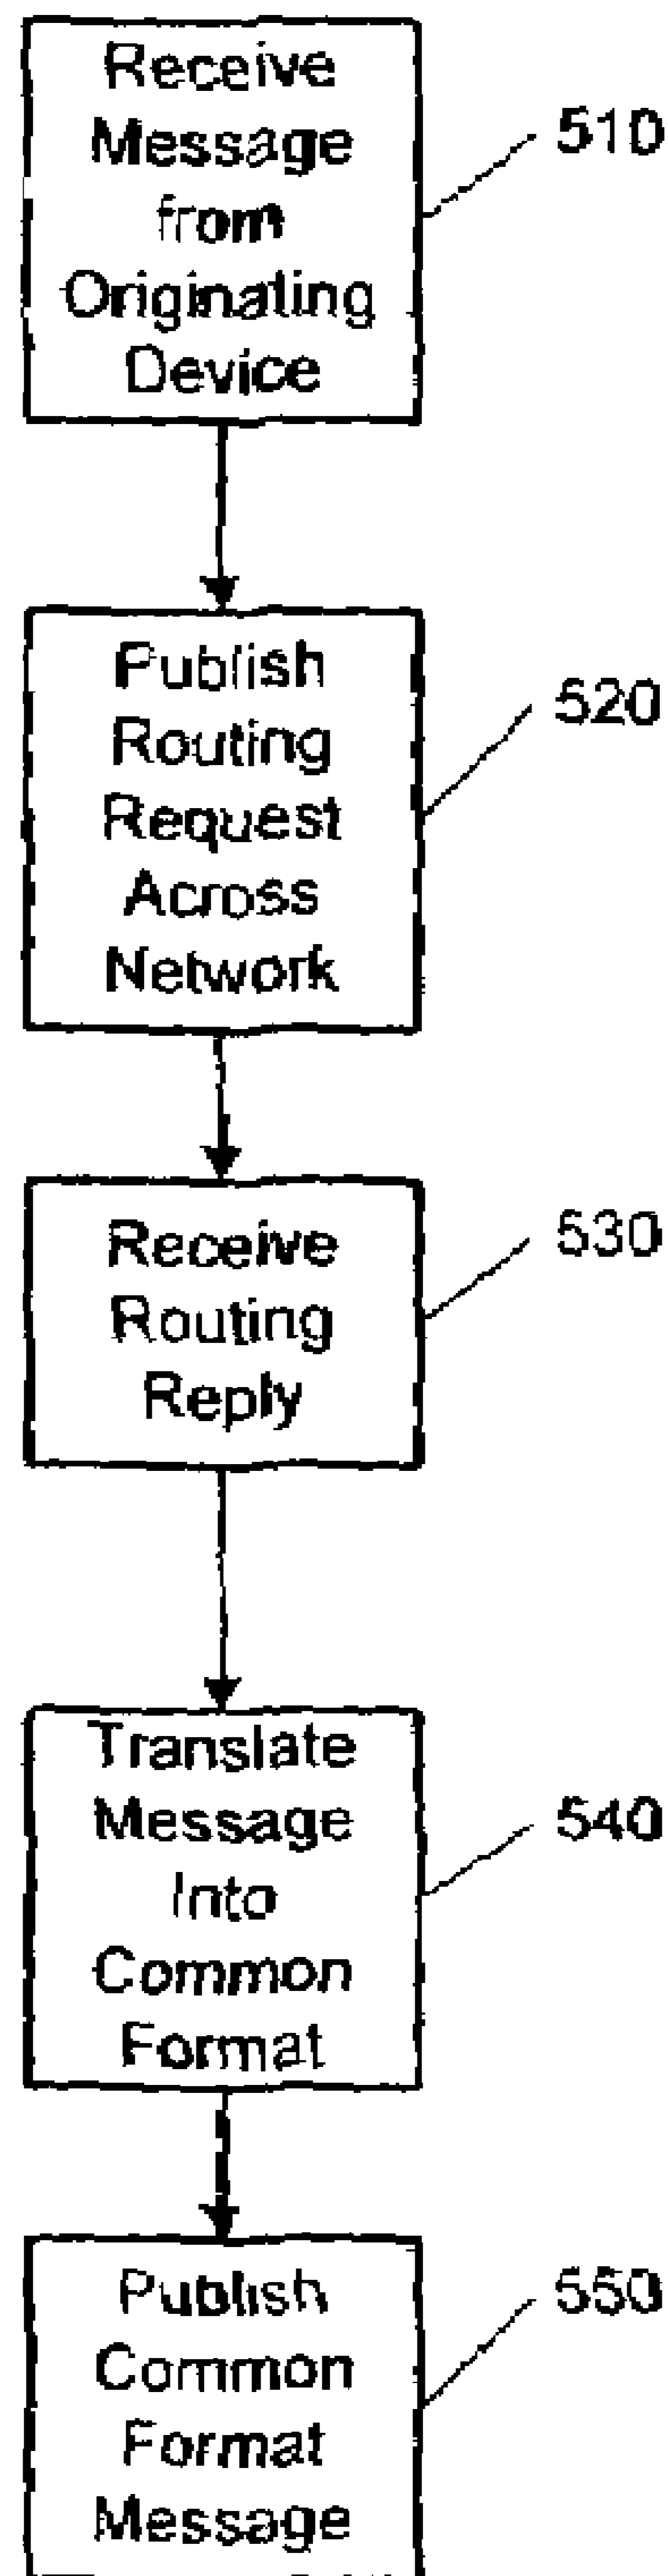 Receive
Message
from
Originating
Device
510
Publish
Routing
Request
Across
Network
520
Receive
Routing
Reply
530
Translate
Message
Into
Common
Format
540
Publish
Common
Format
Message
550